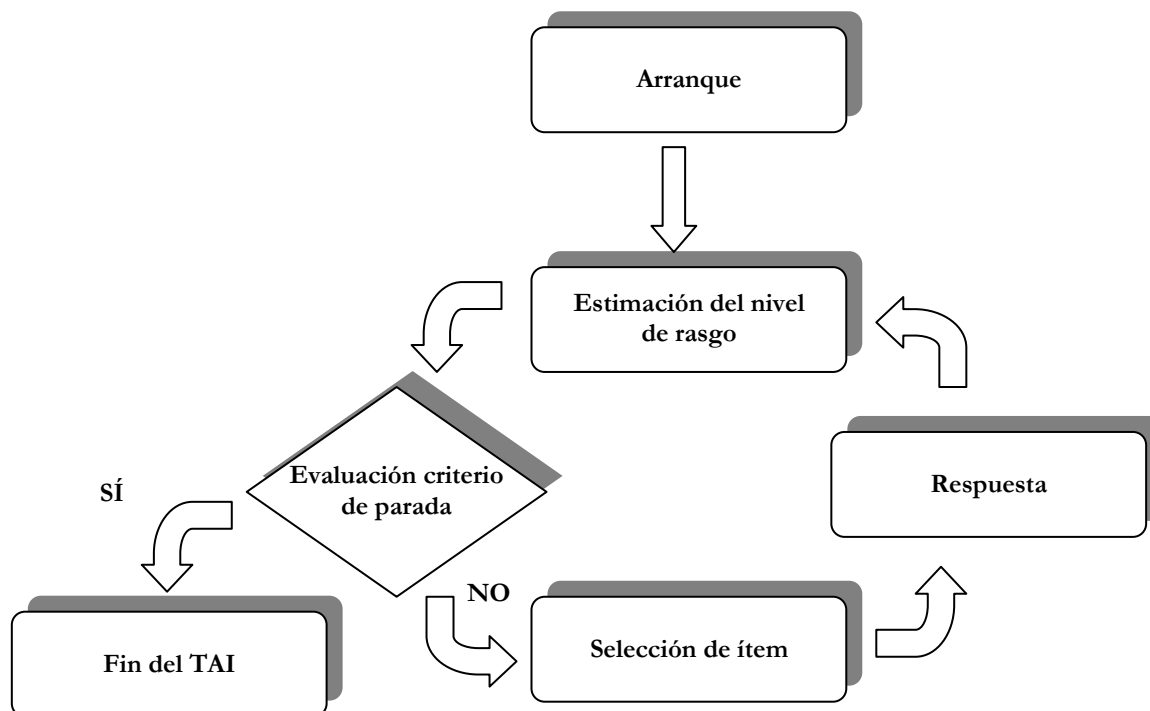 Arranque
Estimación del nivel
de rasgo
Evaluación criterio
de parada
SÍ
Respuesta
NO
Selección de ítem
Fin del TAI